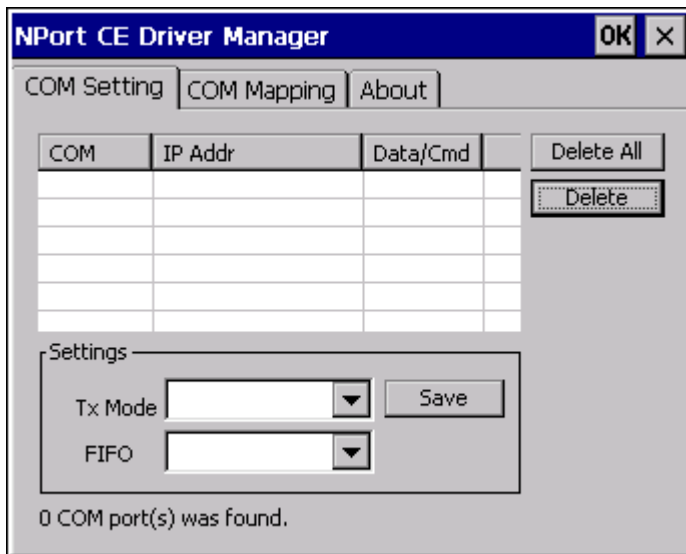 NPort CE Driver Manager OK ×
COM Setting COM Mapping About
COM IP Addr Data/Cmd Delete All
Delete
Settings
Tx Mode Save
FIFO
0 COM port(s) was found.